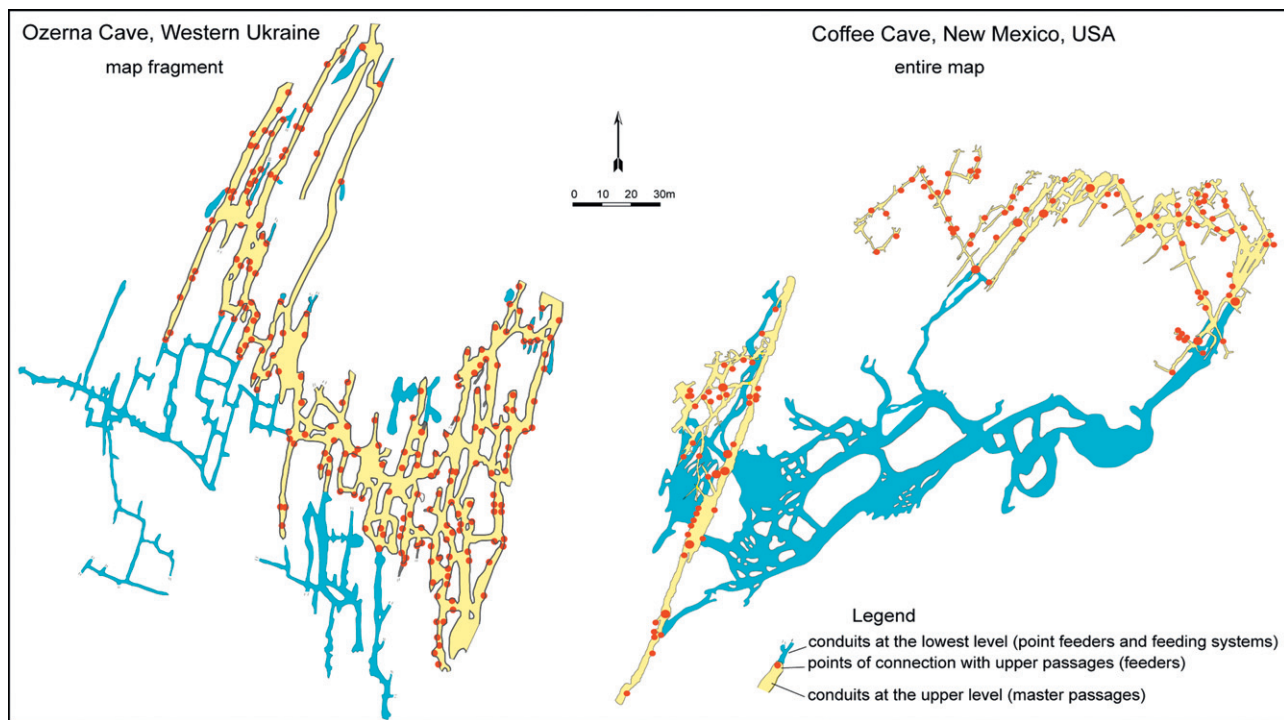 Ozerna Cave, Western Ukraine
map fragment
Coffee Cave, New Mexico, USA
entire map
0 10 20 30m
Legend
conduits at the lowest level (point feeders and feeding systems)
points of connection with upper passages (feeders)
conduits at the upper level (master passages)